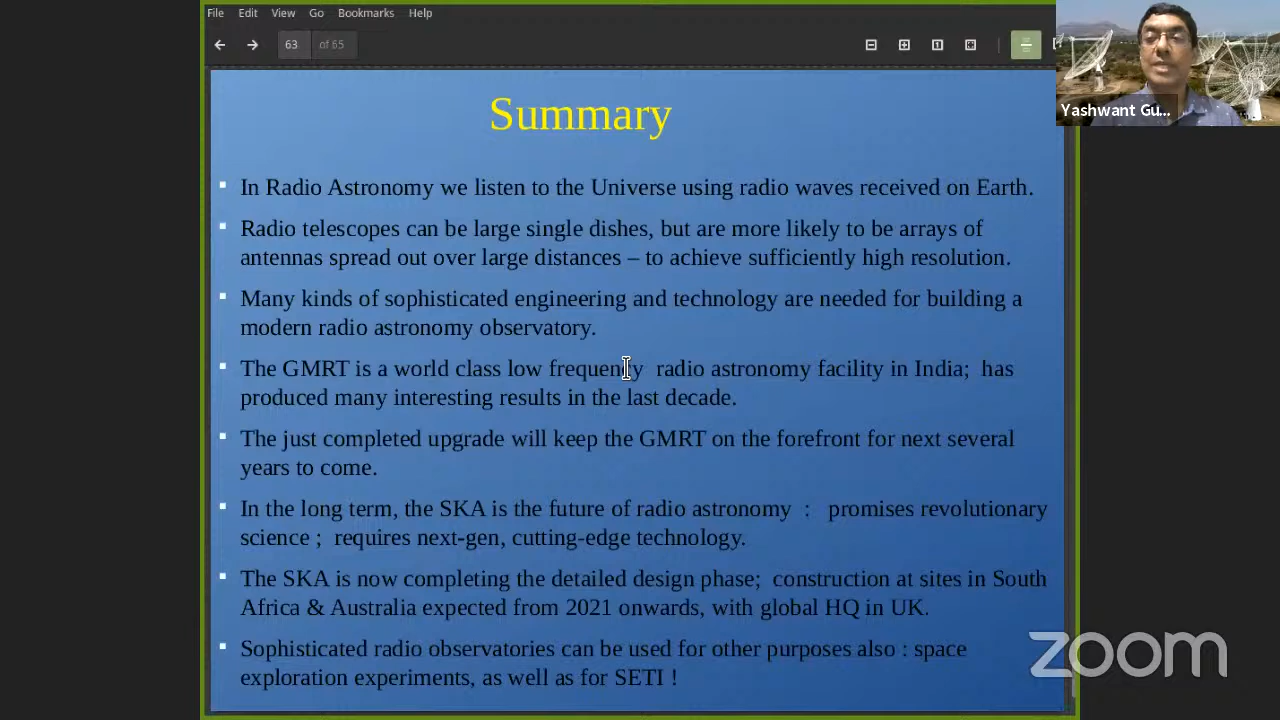 File Edit View Go Bookmarks Help
63 of 65
Yashwant Gu...
Summary
In Radio Astronomy we listen to the Universe using radio waves received on Earth.
Radio telescopes can be large single dishes, but are more likely to be arrays of
antennas spread out over large distances – to achieve sufficiently high resolution.
Many kinds of sophisticated engineering and technology are needed for building a
modern radio astronomy observatory.
The GMRT is a world class low frequency radio astronomy facility in India; has
produced many interesting results in the last decade.
The just completed upgrade will keep the GMRT on the forefront for next several
years to come.
In the long term, the SKA is the future of radio astronomy : promises revolutionary
science ; requires next-gen, cutting-edge technology.
The SKA is now completing the detailed design phase; construction at sites in South
Africa & Australia expected from 2021 onwards, with global HQ in UK.
Sophisticated radio observatories can be used for other purposes also : space
exploration experiments, as well as for SETI !
zoom